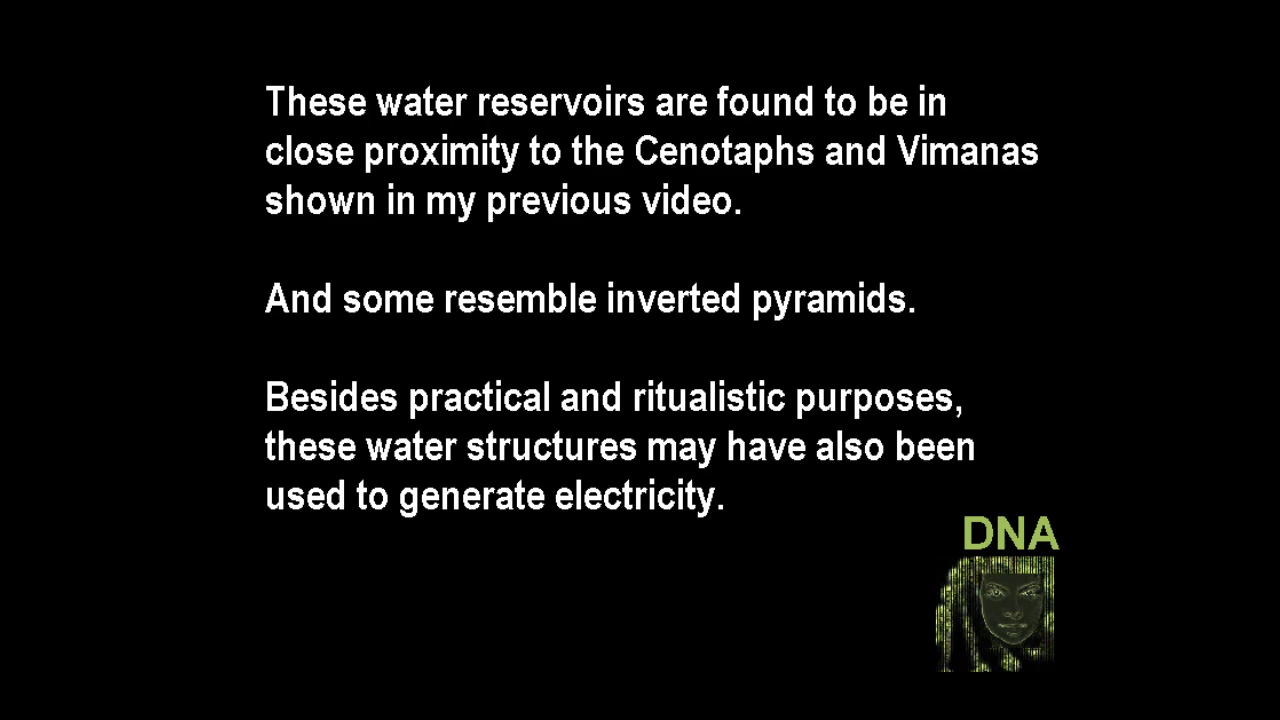 These water reservoirs are found to be in
close proximity to the Cenotaphs and Vimanas
shown in my previous video.
And some resemble inverted pyramids.
Besides practical and ritualistic purposes,
these water structures may have also been
used to generate electricity.
DNA